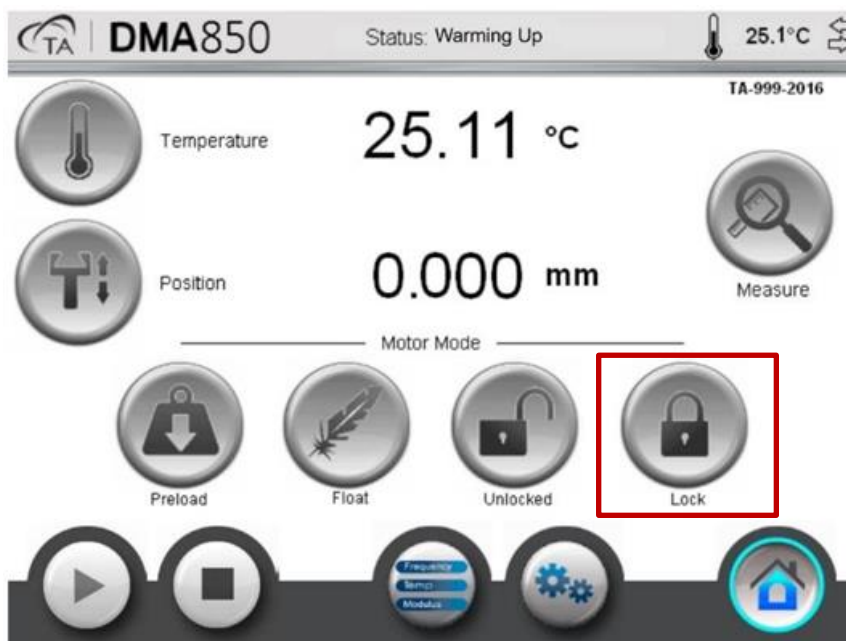 TA DMA850 Status: Warming Up 25.1°C
TA-999-2016
Temperature 25.11 °C
Position 0.000 mm
Measure
Motor Mode
Preload Float Unlocked Lock
Frequency
Temp
Modulus